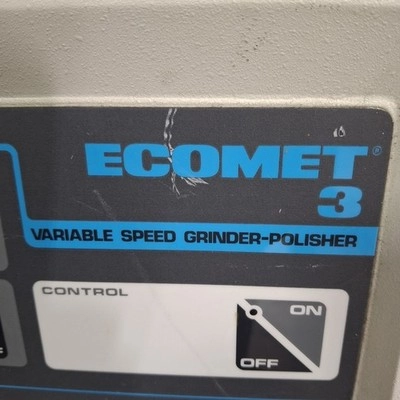 ECOMET®
3
VARIABLE SPEED GRINDER-POLISHER
CONTROL
ON
OFF